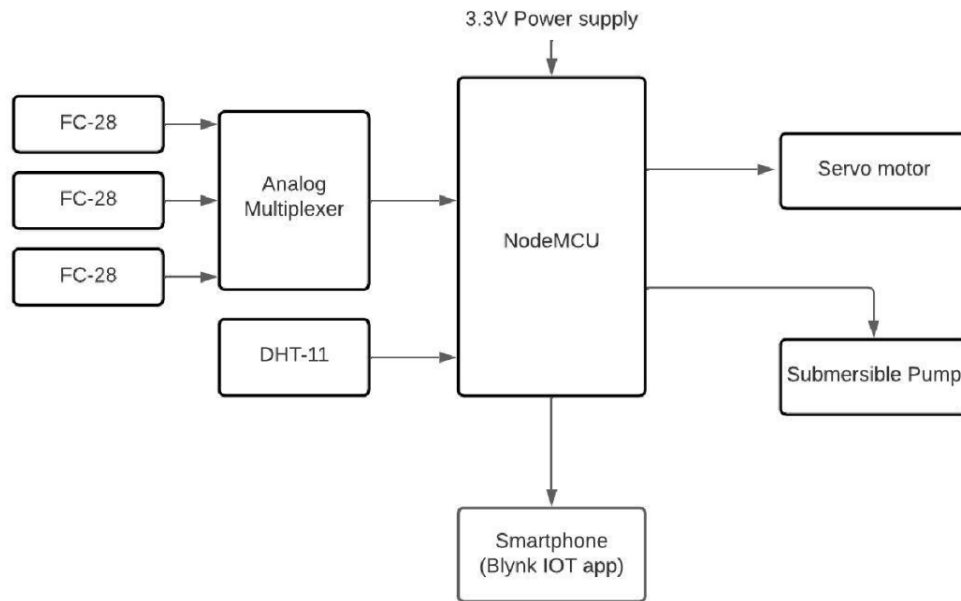 3.3V Power supply
FC-28
FC-28
FC-28
Analog
Multiplexer
DHT-11
NodeMCU
Servo motor
Submersible Pump
Smartphone
(Blynk IOT app)